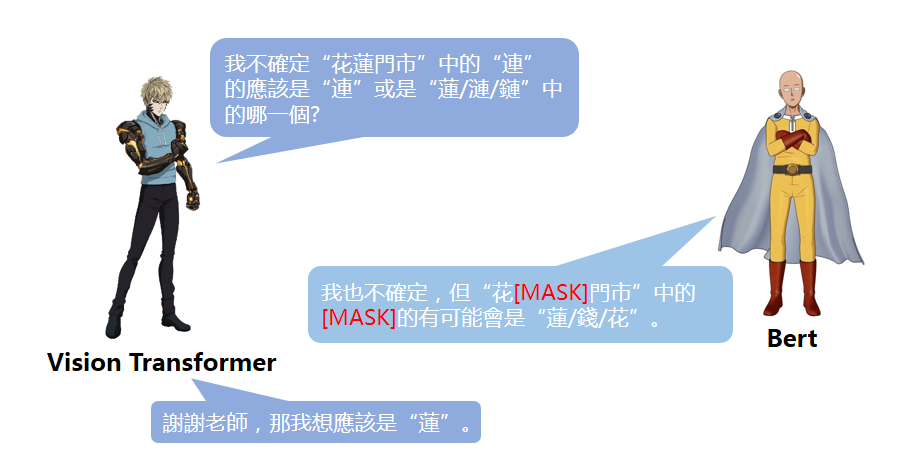 我不確定“花蓮門市”中的“連”
的應該是“連”或是“蓮/漣/鏈”中
的哪一個?
我也不確定，但“花[MASK]門市”中的
[MASK]的有可能會是“蓮/錢/花”。
Bert
Vision Transformer
謝謝老師，那我想應該是“蓮”。